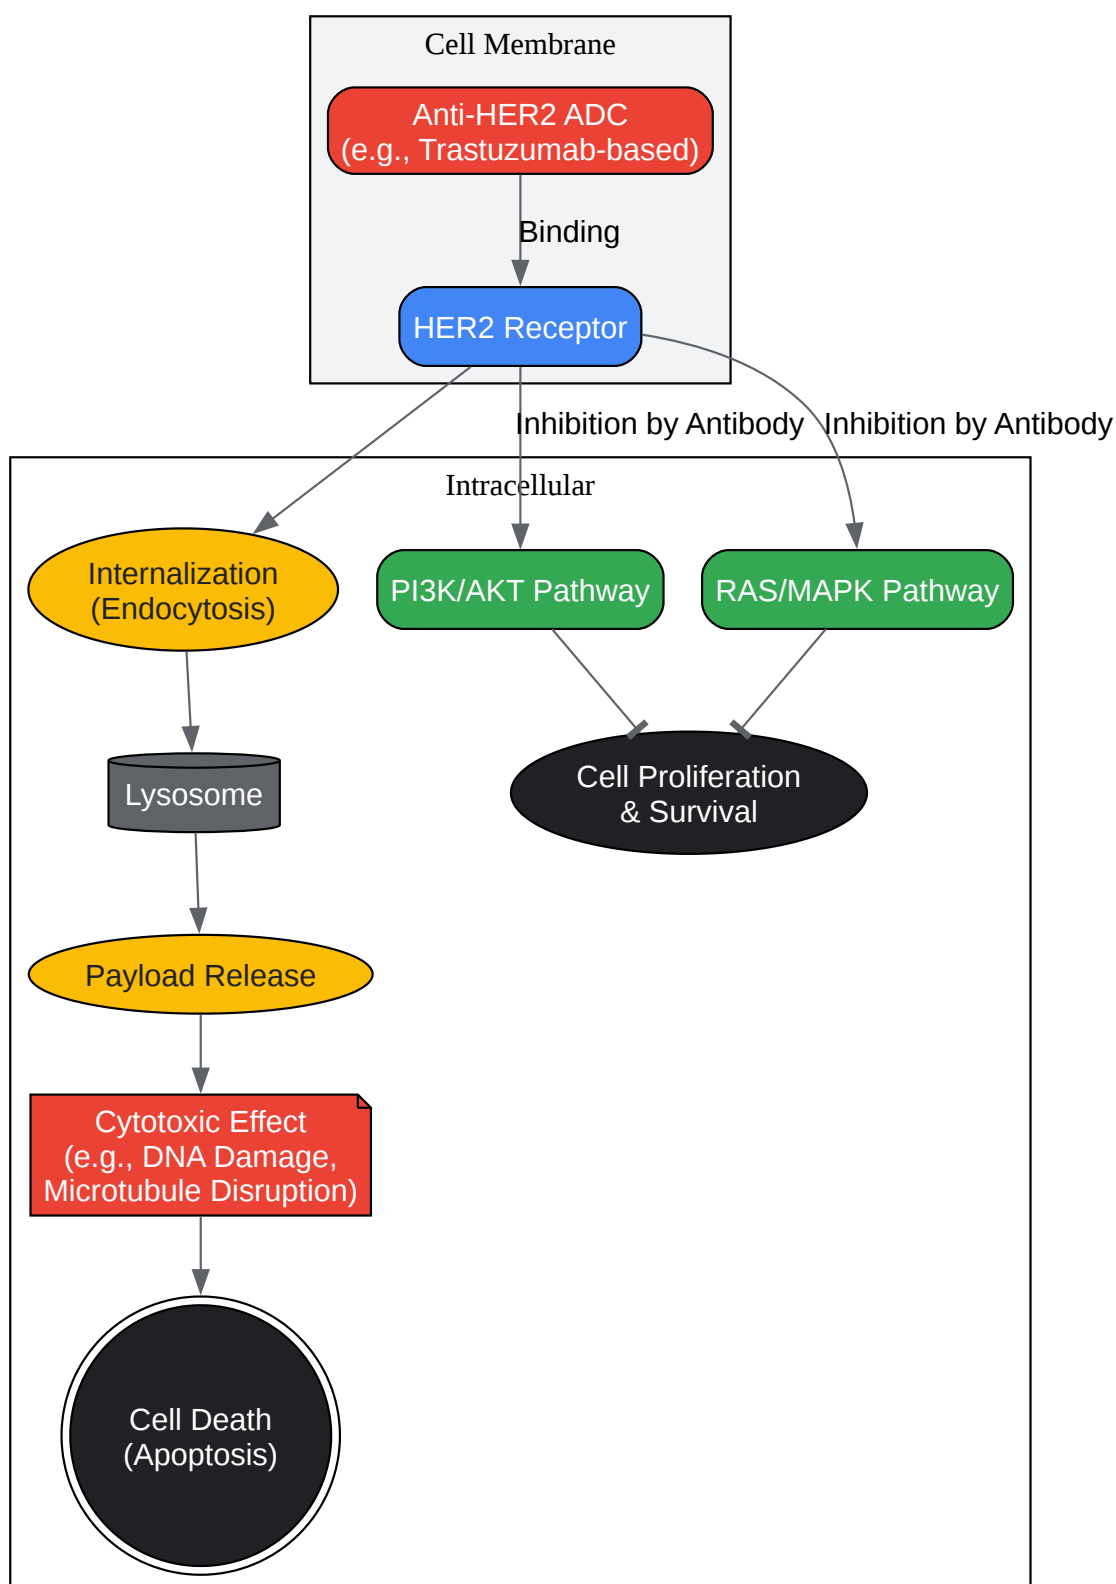 Cell Membrane
Anti-HER2 ADC
(e.g., Trastuzumab-based)
Binding
HER2 Receptor
Inhibition by Antibody
Inhibition by Antibody
Intracellular
Internalization
(Endocytosis)
PI3K/AKT Pathway
RAS/MAPK Pathway
Lysosome
Cell Proliferation
& Survival
Payload Release
Cytotoxic Effect
(e.g., DNA Damage,
Microtubule Disruption)
Cell Death
(Apoptosis)